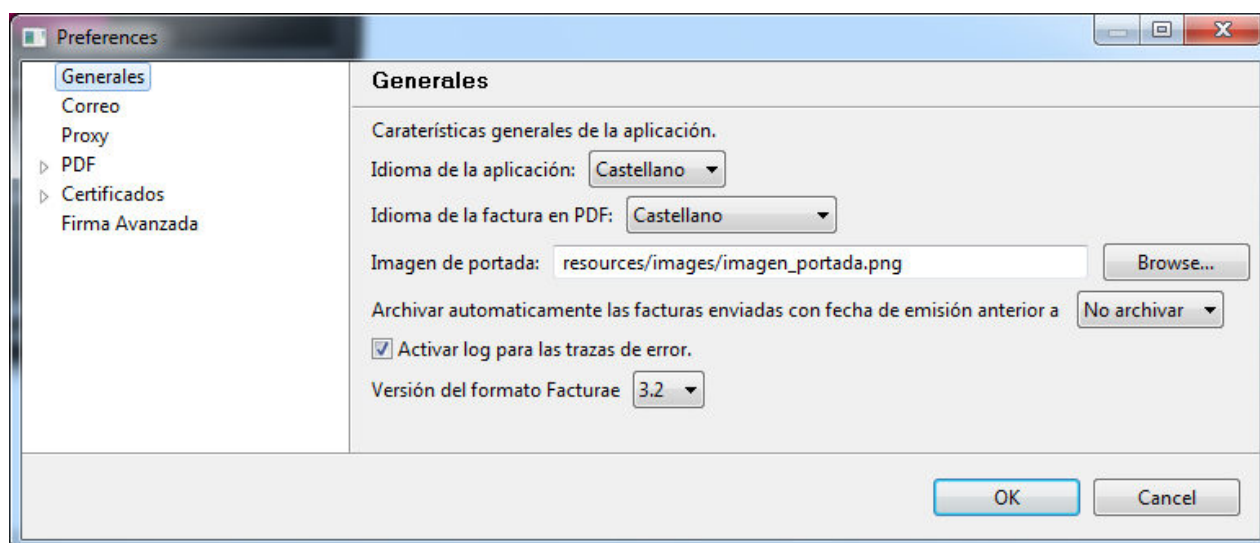 Preferences
Generales
Correo
Proxy
PDF
Certificados
Firma Avanzada
Generales
Caraterísticas generales de la aplicación.
Idioma de la aplicación: Castellano
Idioma de la factura en PDF: Castellano
Imagen de portada: resources/images/imagen_portada.png Browse...
Archivar automaticamente las facturas enviadas con fecha de emisión anterior a No archivar
Activar log para las trazas de error.
Versión del formato Facturae 3.2
OK Cancel